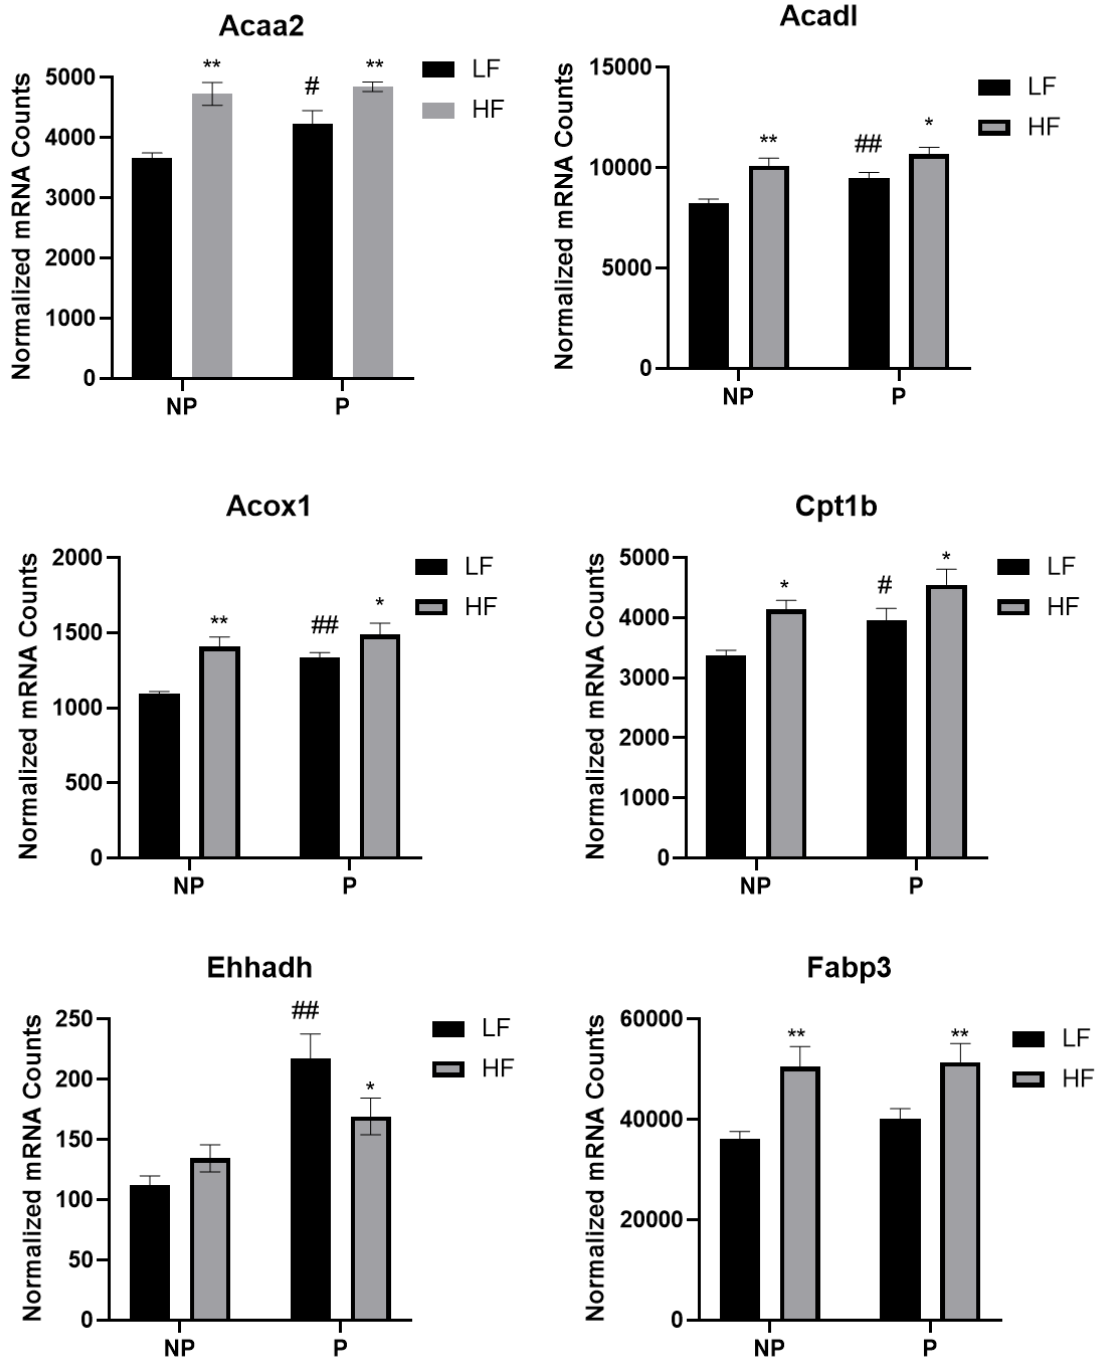 Acaa2
Normalized mRNA Counts
5000
4000
3000
2000
1000
0
**
#
**
NP
P
LF
HF
Acadl
Normalized mRNA Counts
15000
10000
5000
0
**
##
*
NP
P
LF
HF
Acox1
Normalized mRNA Counts
2000
1500
1000
500
0
**
##
*
NP
P
LF
HF
Cpt1b
Normalized mRNA Counts
5000
4000
3000
2000
1000
0
*
#
*
NP
P
LF
HF
Ehhadh
Normalized mRNA Counts
250
200
150
100
50
0
##
*
NP
P
LF
HF
Fabp3
Normalized mRNA Counts
60000
40000
20000
0
**
**
NP
P
LF
HF